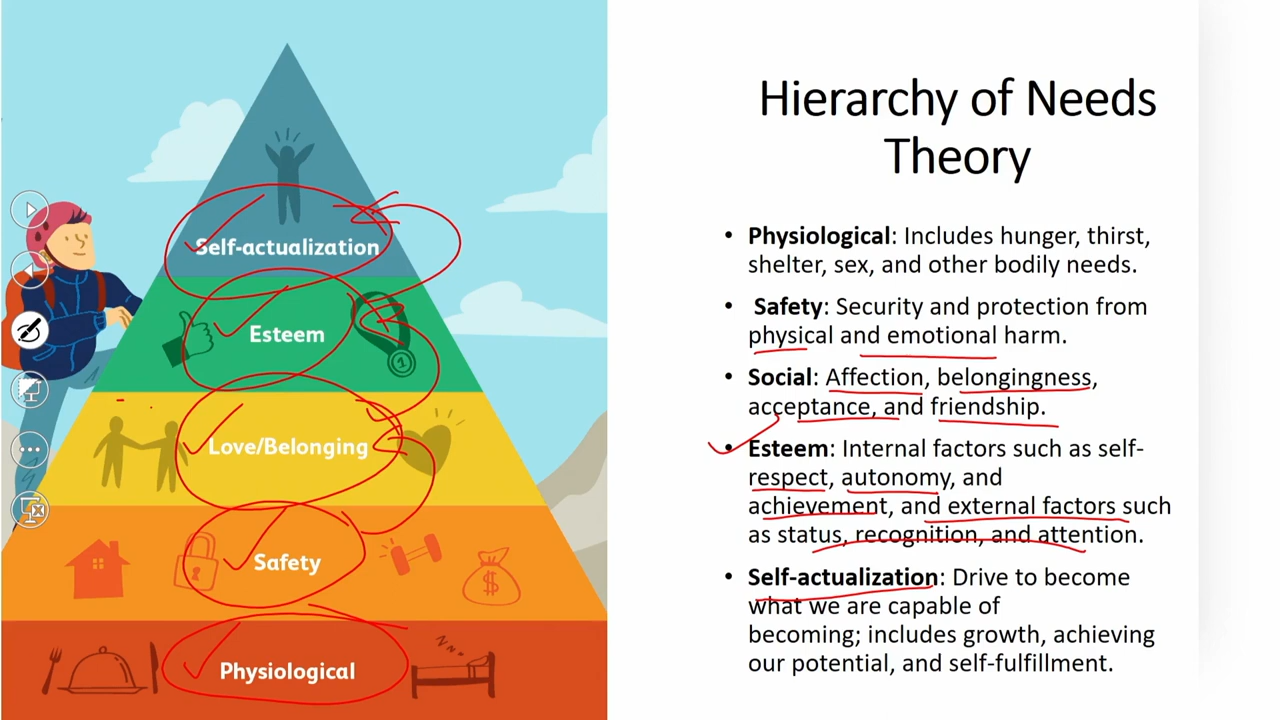 Self-actualization
Esteem
1
Love/Belonging
Safety
$
Physiological
zzz
Hierarchy of Needs
Theory
• Physiological: Includes hunger, thirst,
shelter, sex, and other bodily needs.
• Safety: Security and protection from
physical and emotional harm.
• Social: Affection, belongingness,
acceptance, and friendship.
• Esteem: Internal factors such as self-
respect, autonomy, and
achievement, and external factors such
as status, recognition, and attention.
• Self-actualization: Drive to become
what we are capable of
becoming; includes growth, achieving
our potential, and self-fulfillment.